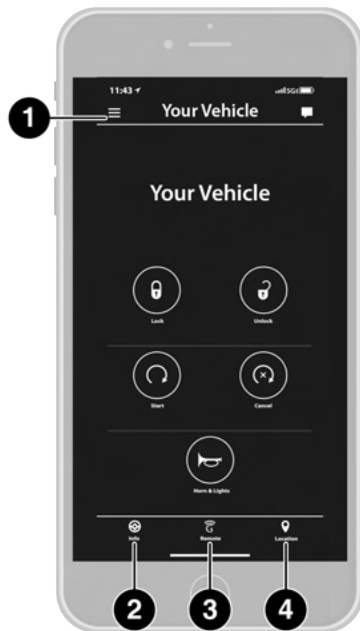 11:43
5G
Your Vehicle
1
Your Vehicle
Lock
Unlock
Start
Cancel
Horn & Lights
Info
Remote
Location
2
3
4